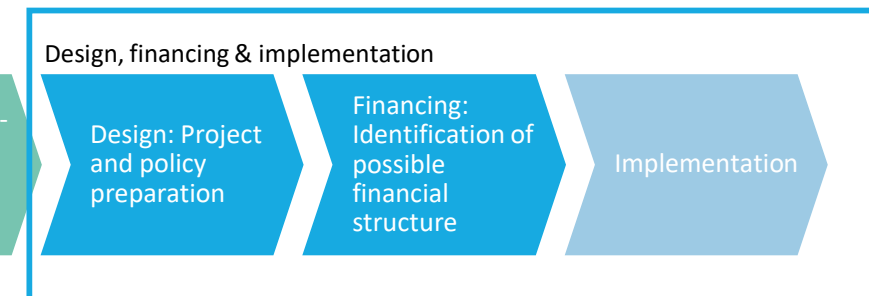 Design, financing & implementation
Design: Project
and policy
preparation
Financing:
Identification of
possible
financial
structure
Implementation